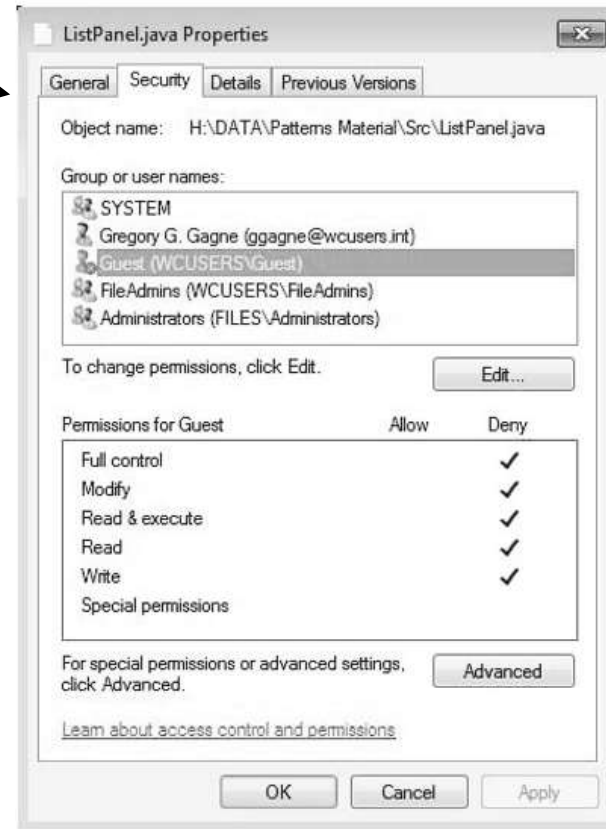 ListPanel.java Properties
General Security Details Previous Versions
Object name: H:\DATA\Patterns Material\Src\ListPanel.java
Group or user names:
SYSTEM
Gregory G. Gagne (ggagne@wcusers.int)
Guest (WCUSERS\Guest)
FileAdmins (WCUSERS\FileAdmins)
Administrators (FILES\Administrators)
To change permissions, click Edit.
Edit...
Permissions for Guest Allow Deny
Full control
Modify
Read & execute
Read
Write
Special permissions
For special permissions or advanced settings,
click Advanced.
Advanced
Learn about access control and permissions
OK Cancel Apply